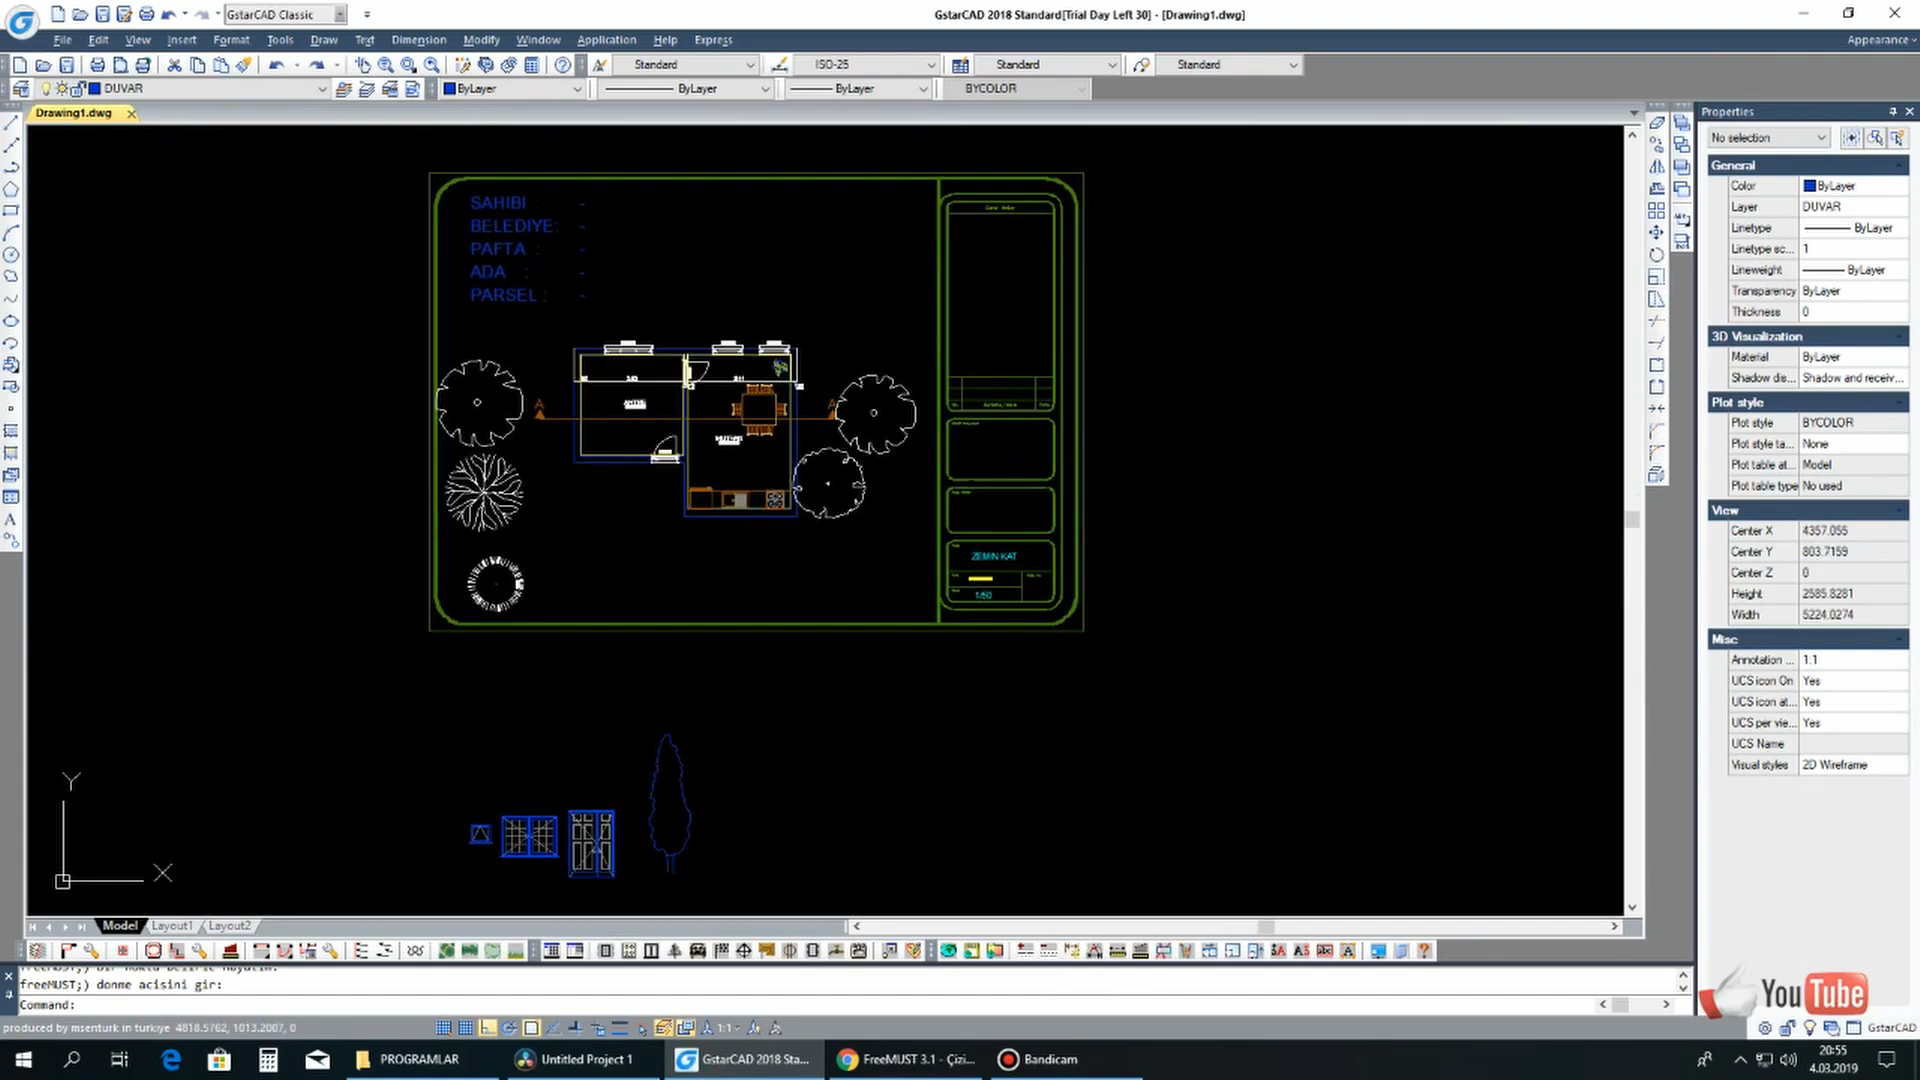 GstarCAD Classic
GstarCAD 2018 Standard[Trial Day Left 30] - [Drawing1.dwg]
File Edit View Insert Format Tools Draw Text Dimension Modify Window Application Help Express
Appearance
Standard ISO-25 Standard Standard
DUVAR ByLayer ByLayer ByLayer BYCOLOR
Drawing1.dwg
SAHIBI : -
BELEDIYE: -
PAFTA : -
ADA : -
PARSEL : -
A A
ZEMIN KAT
1/50
Y
X
Properties
No selection
General
Color ByLayer
Layer DUVAR
Linetype ByLayer
Linetype sc... 1
Lineweight ByLayer
Transparency ByLayer
Thickness 0
3D Visualization
Material ByLayer
Shadow dis... Shadow and receiv...
Plot style
Plot style BYCOLOR
Plot style ta... None
Plot table at... Model
Plot table type No used
View
Center X 4357.055
Center Y 803.7159
Center Z 0
Height 2585.8281
Width 5224.0274
Misc
Annotation ... 1:1
UCS icon On Yes
UCS icon at... Yes
UCS per vie... Yes
UCS Name
Visual styles 2D Wireframe
Model Layout1 Layout2
freeMUST;) donme acisini gir:
Command:
YouTube
produced by msenturk in turkiye 4818.5762, 1013.2007, 0
1:1
GstarCAD
PROGRAMLAR
Untitled Project 1
GstarCAD 2018 Sta...
FreeMUST 3.1 - Çizi...
Bandicam
20:55
4.03.2019